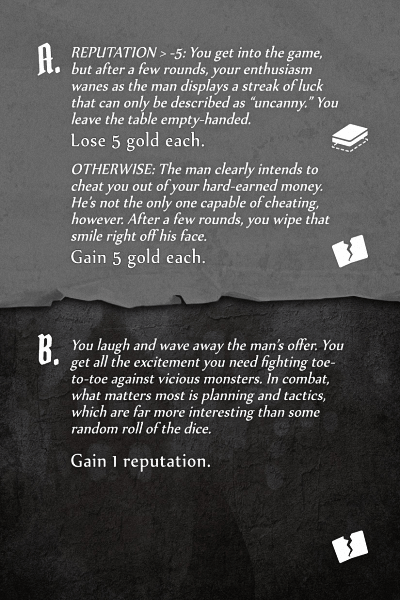 A. REPUTATION > -5: You get into the game,
but after a few rounds, your enthusiasm
wanes as the man displays a streak of luck
that can only be described as “uncanny.” You
leave the table empty-handed.
Lose 5 gold each.
OTHERWISE: The man clearly intends to
cheat you out of your hard-earned money.
He’s not the only one capable of cheating,
however. After a few rounds, you wipe that
smile right off his face.
Gain 5 gold each.
B. You laugh and wave away the man’s offer. You
get all the excitement you need fighting toe-
to-toe against vicious monsters. In combat,
what matters most is planning and tactics,
which are far more interesting than some
random roll of the dice.
Gain 1 reputation.